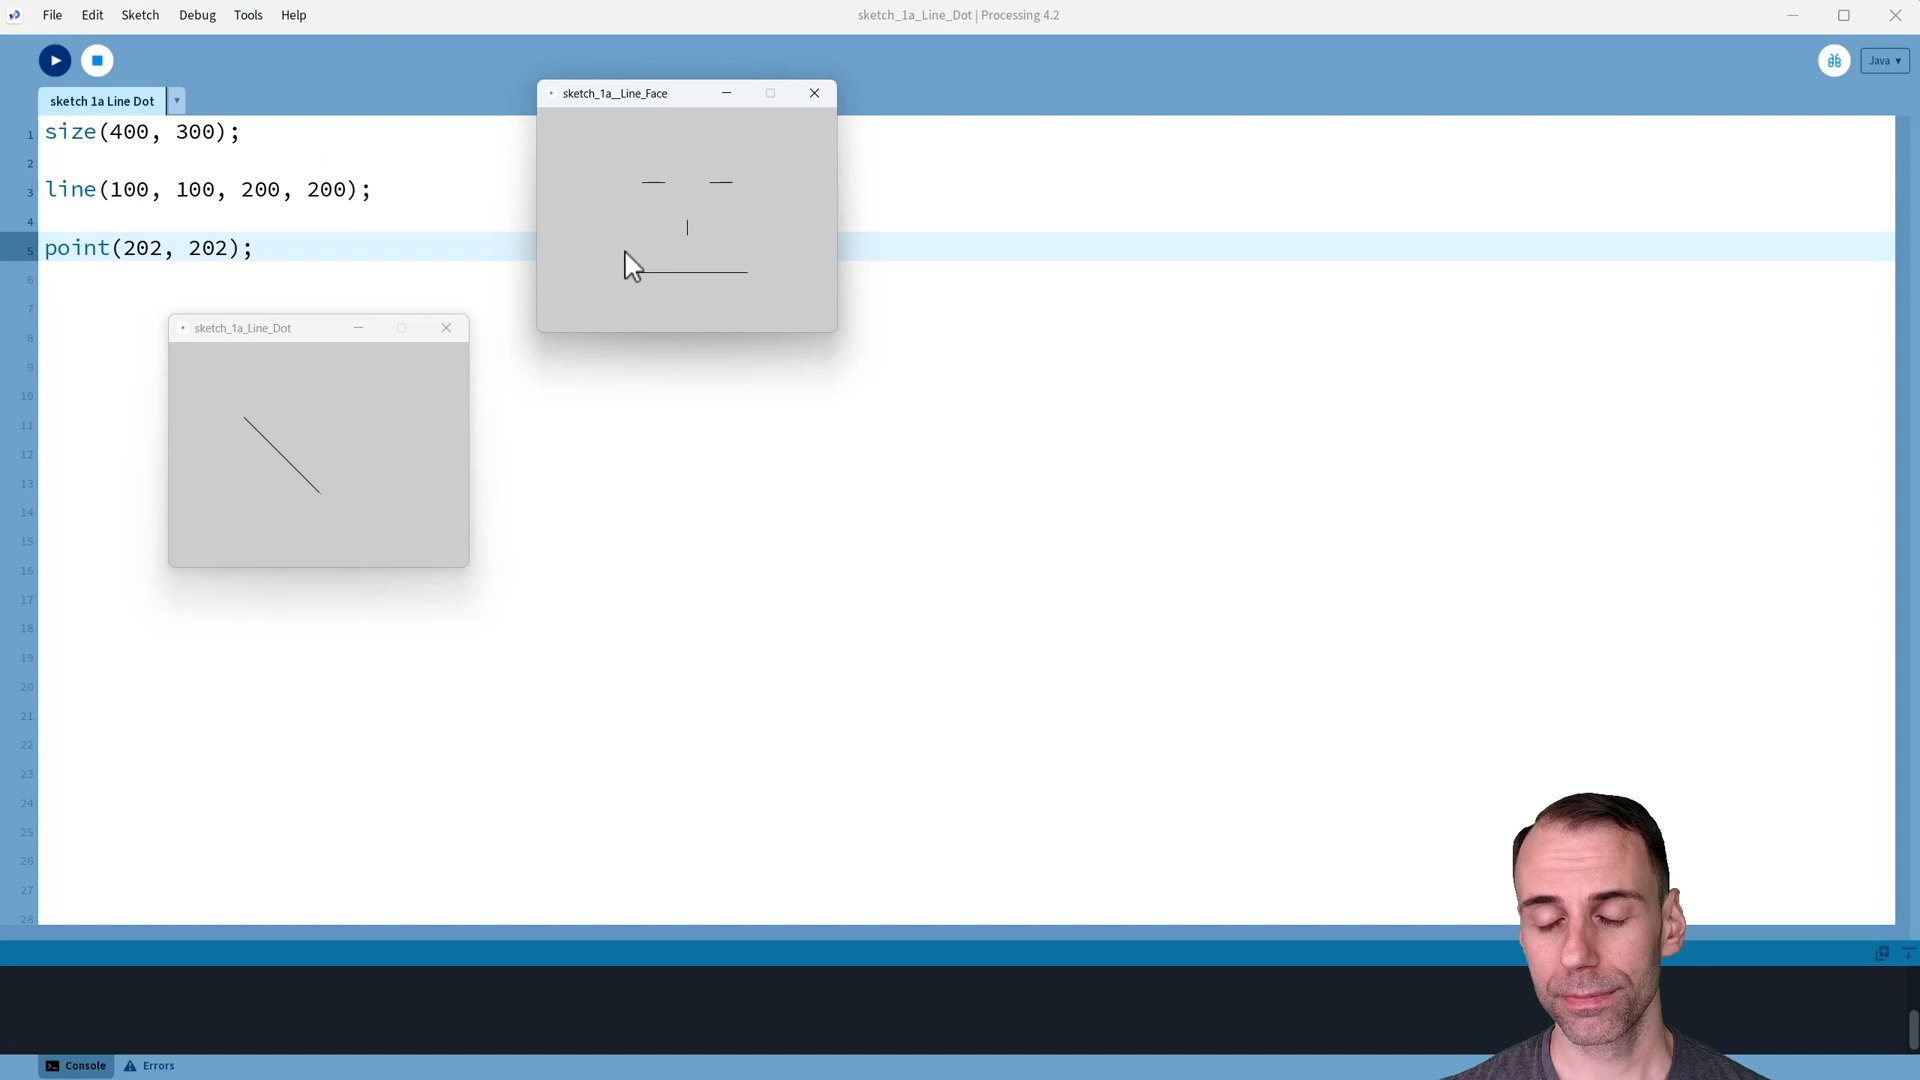 File Edit Sketch Debug Tools Help
sketch_1a_Line_Dot | Processing 4.2
Java
sketch 1a Line Dot
1 size(400, 300);
2
3 line(100, 100, 200, 200);
4
5 point(202, 202);
6
7
8
9
10
11
12
13
14
15
16
17
18
19
20
21
22
23
24
25
26
27
28
sketch_1a__Line_Face
sketch_1a_Line_Dot
Console Errors